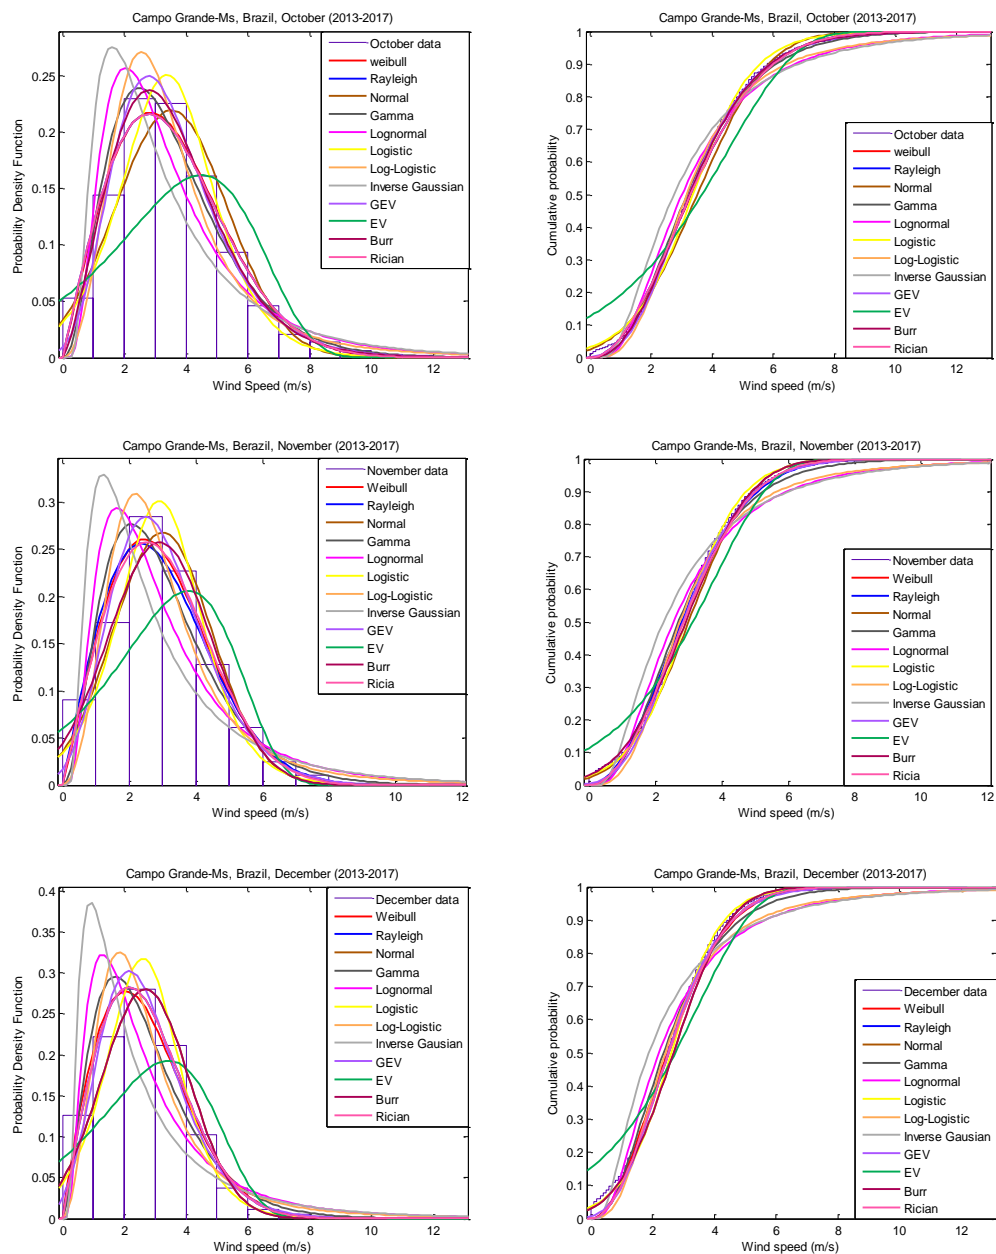 Campo Grande-Ms, Brazil, October (2013-2017)
Probability Density Function
0.25
0.2
0.15
0.1
0.05
0
0 2 4 6 8 10 12
Wind Speed (m/s)
October data
weibull
Rayleigh
Normal
Gamma
Lognormal
Logistic
Log-Logistic
Inverse Gaussian
GEV
EV
Burr
Rician
Campo Grande-Ms, Brazil, October (2013-2017)
Cumulative probability
1
0.9
0.8
0.7
0.6
0.5
0.4
0.3
0.2
0.1
0
0 2 4 6 8 10 12
Wind speed (m/s)
October data
weibull
Rayleigh
Normal
Gamma
Lognormal
Logistic
Log-Logistic
Inverse Gaussian
GEV
EV
Burr
Rician
Campo Grande-Ms, Berazil, November (2013-2017)
Probability Density Function
0.3
0.25
0.2
0.15
0.1
0.05
0
0 2 4 6 8 10 12
Wind speed (m/s)
November data
Weibull
Rayleigh
Normal
Gamma
Lognormal
Logistic
Log-Logistic
Inverse Gaussian
GEV
EV
Burr
Ricia
Campo Grande-Ms, Brazil, November (2013-2017)
Cumulative probability
1
0.9
0.8
0.7
0.6
0.5
0.4
0.3
0.2
0.1
0
0 2 4 6 8 10 12
Wind speed (m/s)
November data
Weibull
Rayleigh
Normal
Gamma
Lognormal
Logistic
Log-Logistic
Inverse Gaussian
GEV
EV
Burr
Ricia
Campo Grande-Ms, Brazil, December (2013-2017)
Probability Density Function
0.4
0.35
0.3
0.25
0.2
0.15
0.1
0.05
0
0 2 4 6 8 10 12
Wind speed (m/s)
December data
Weibull
Rayleigh
Normal
Gamma
Lognormal
Logistic
Log-Logistic
Inverse Gausian
GEV
EV
Burr
Rician
Campo Grande-Ms, Brazil, December (2013-2017)
Cumulative probability
1
0.9
0.8
0.7
0.6
0.5
0.4
0.3
0.2
0.1
0
0 2 4 6 8 10 12
Wind speed (m/s)
December data
Weibull
Rayleigh
Normal
Gamma
Lognormal
Logistic
Log-Logistic
Inverse Gausian
GEV
EV
Burr
Rician